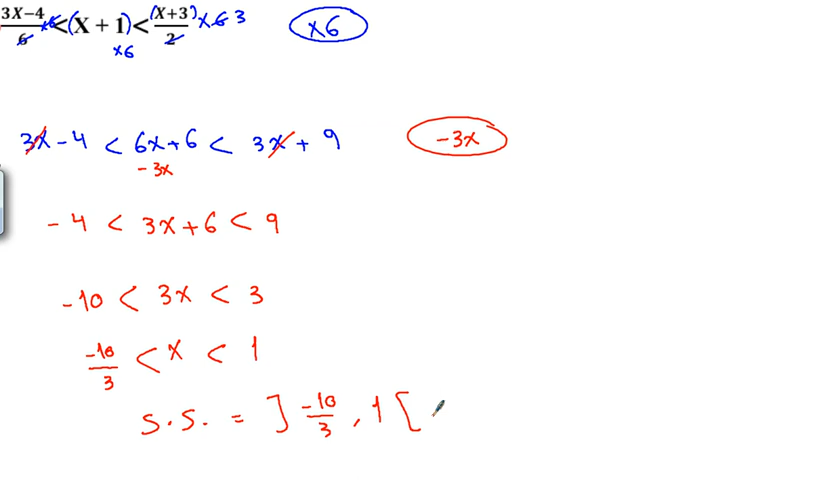 3X−4/6 ×6 < (X + 1) ×6 < (X+3)/2 × 6 3 ×6
3x - 4 < 6x + 6 < 3x + 9 -3x
-3x
-4 < 3x + 6 < 9
-10 < 3x < 3
-10/3 < x < 1
S.S. = ] -10/3 , 1 [